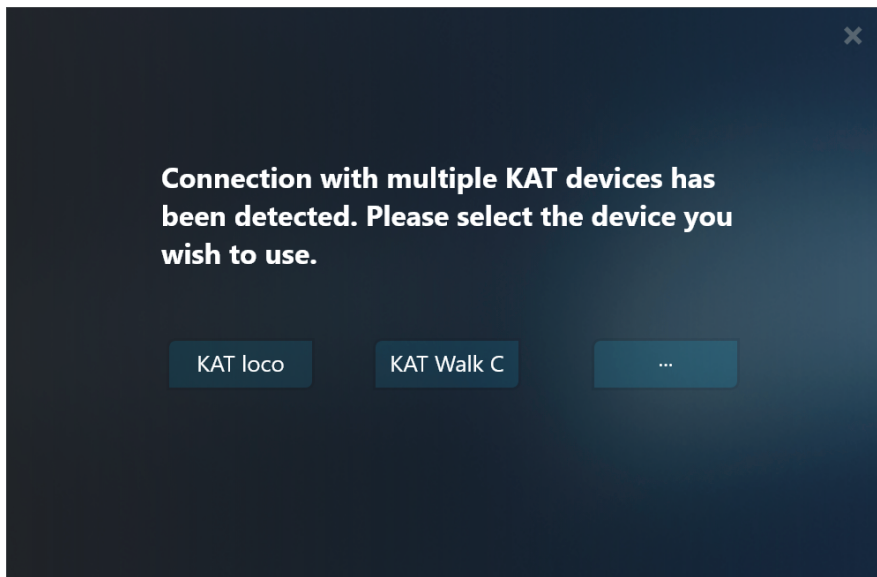 Connection with multiple KAT devices has
been detected. Please select the device you
wish to use.
KAT loco
KAT Walk C
...